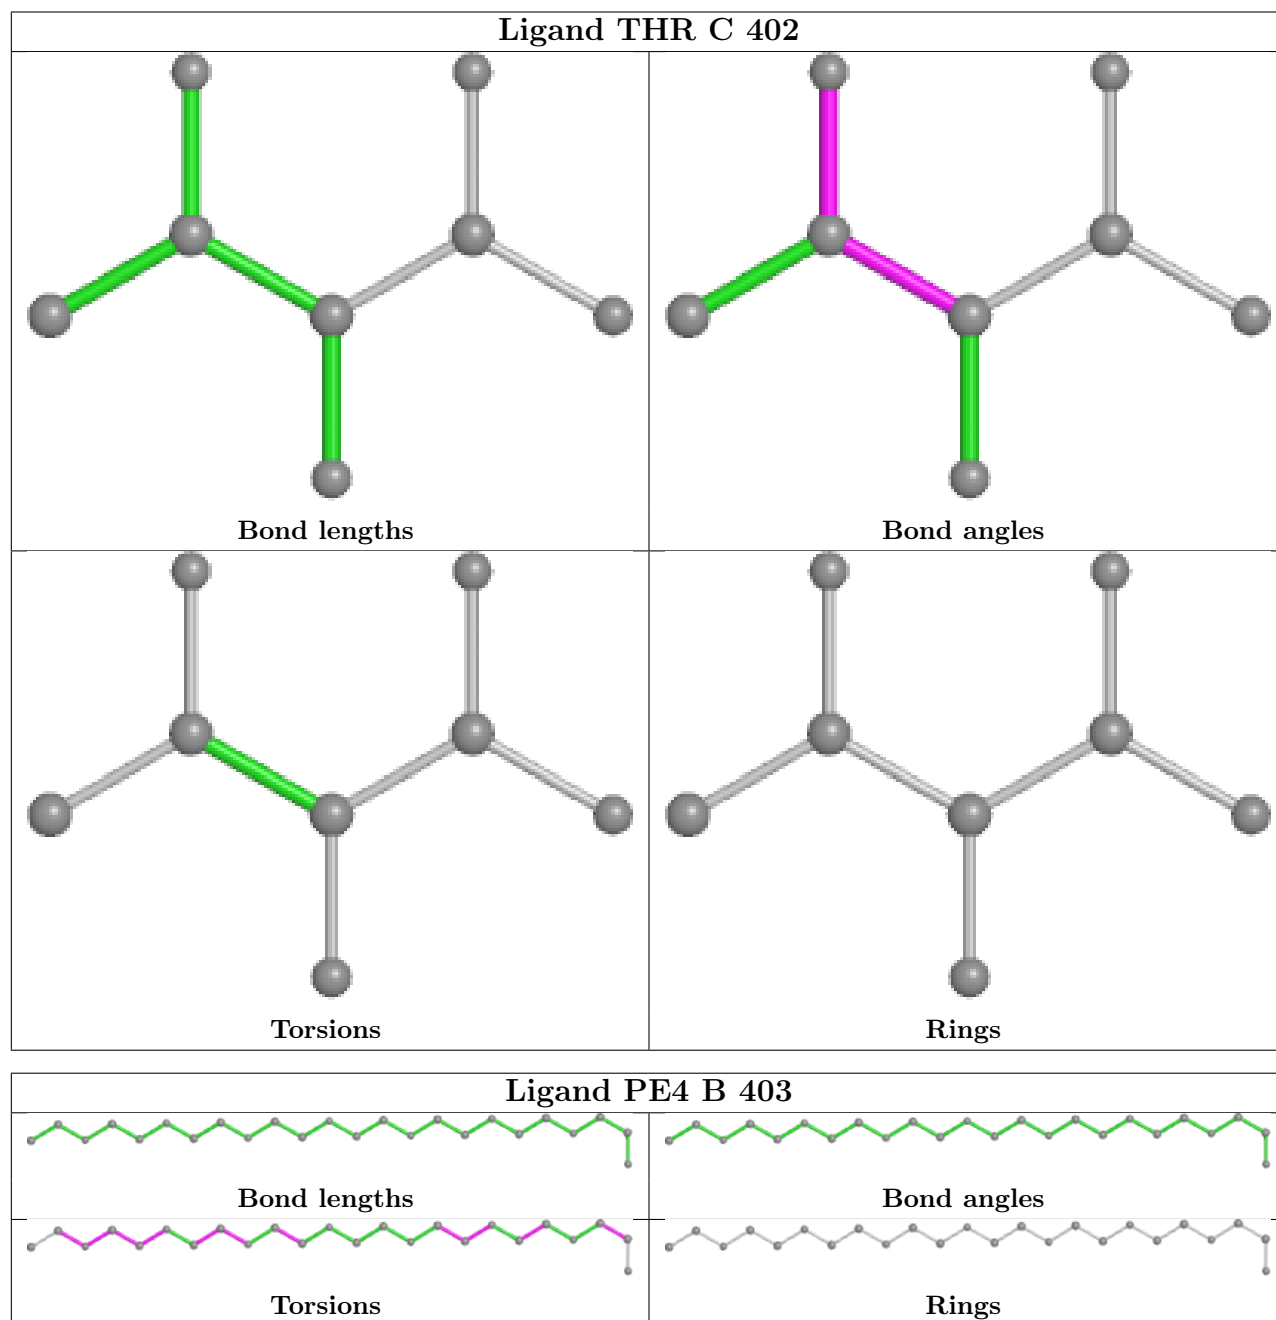 Ligand THR C 402
Bond lengths
Bond angles
Torsions
Rings
Ligand PE4 B 403
Bond lengths
Bond angles
Torsions
Rings